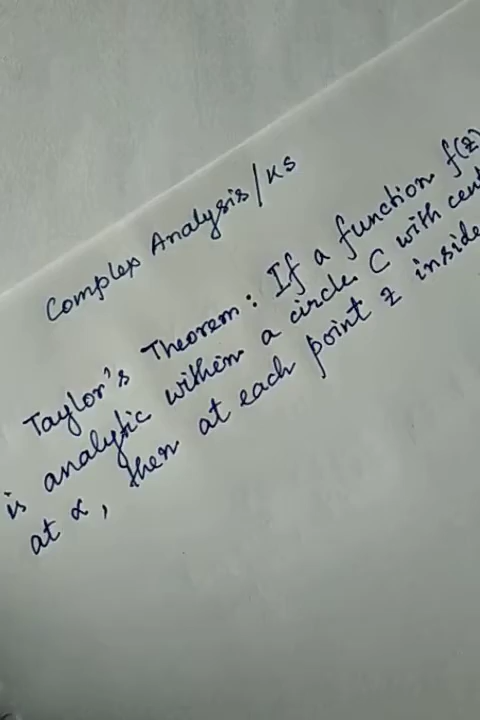 Complex Analysis/KS
Taylor's Theorem: If a function f(z)
is analytic within a circle C with cent
at α, then at each point z inside